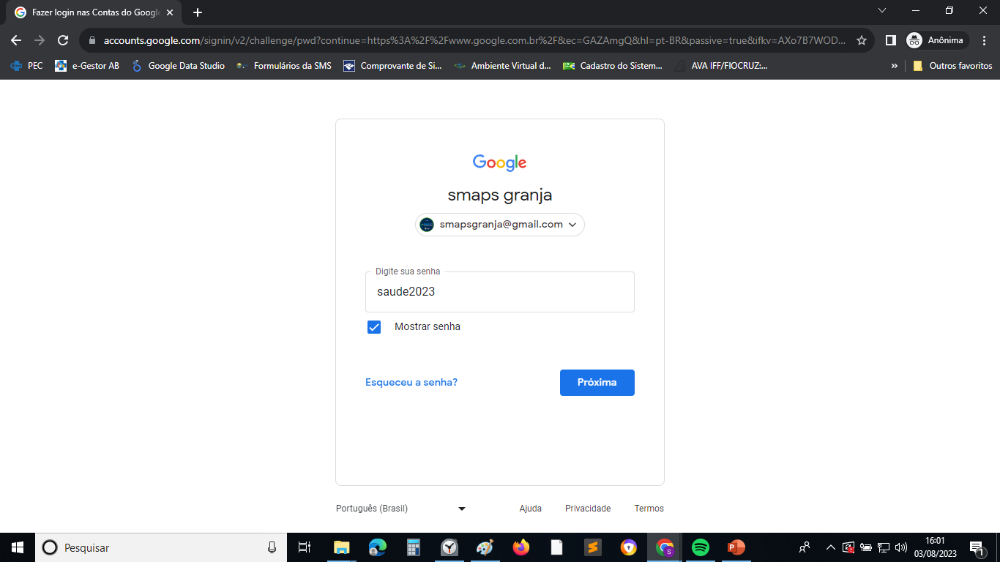 Fazer login nas Contas do Google
accounts.google.com/signin/v2/challenge/pwd?continue=https%3A%2F%2Fwww.google.com.br%2F&ec=GAZAmgQ&hl=pt-BR&passive=true&ifkv=AXo7B7WOD...
Anônima
PEC
e-Gestor AB
Google Data Studio
Formulários da SMS
Comprovante de Si...
Ambiente Virtual d...
Cadastro do Sistem...
AVA IFF/FIOCRUZ:...
»
Outros favoritos
Google
smaps granja
smapsgranja@gmail.com
Digite sua senha
saude2023
Mostrar senha
Esqueceu a senha?
Próxima
Português (Brasil)
Ajuda
Privacidade
Termos
Pesquisar
16:01
03/08/2023
1